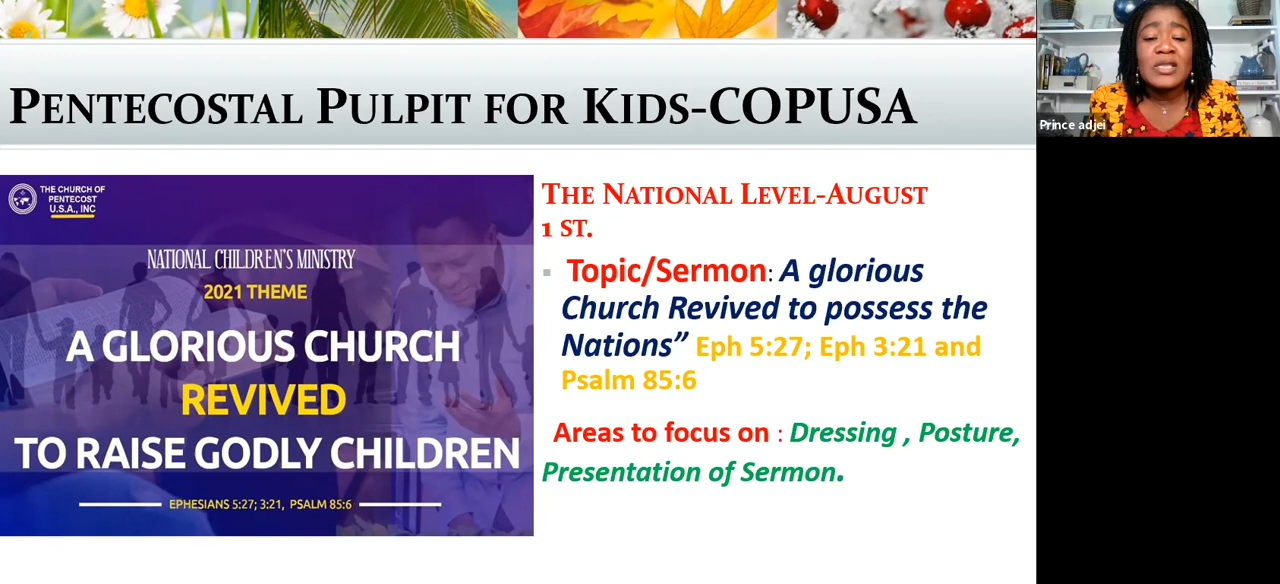 PENTECOSTAL PULPIT FOR KIDS-COPUSA
Prince adjei
THE CHURCH OF
PENTECOST
U.S.A., INC
NATIONAL CHILDREN'S MINISTRY
2021 THEME
A GLORIOUS CHURCH
REVIVED
TO RAISE GODLY CHILDREN
EPHESIANS 5:27; 3:21, PSALM 85:6
THE NATIONAL LEVEL-AUGUST
1 ST.
Topic/Sermon: A glorious
Church Revived to possess the
Nations” Eph 5:27; Eph 3:21 and
Psalm 85:6
Areas to focus on : Dressing , Posture,
Presentation of Sermon.